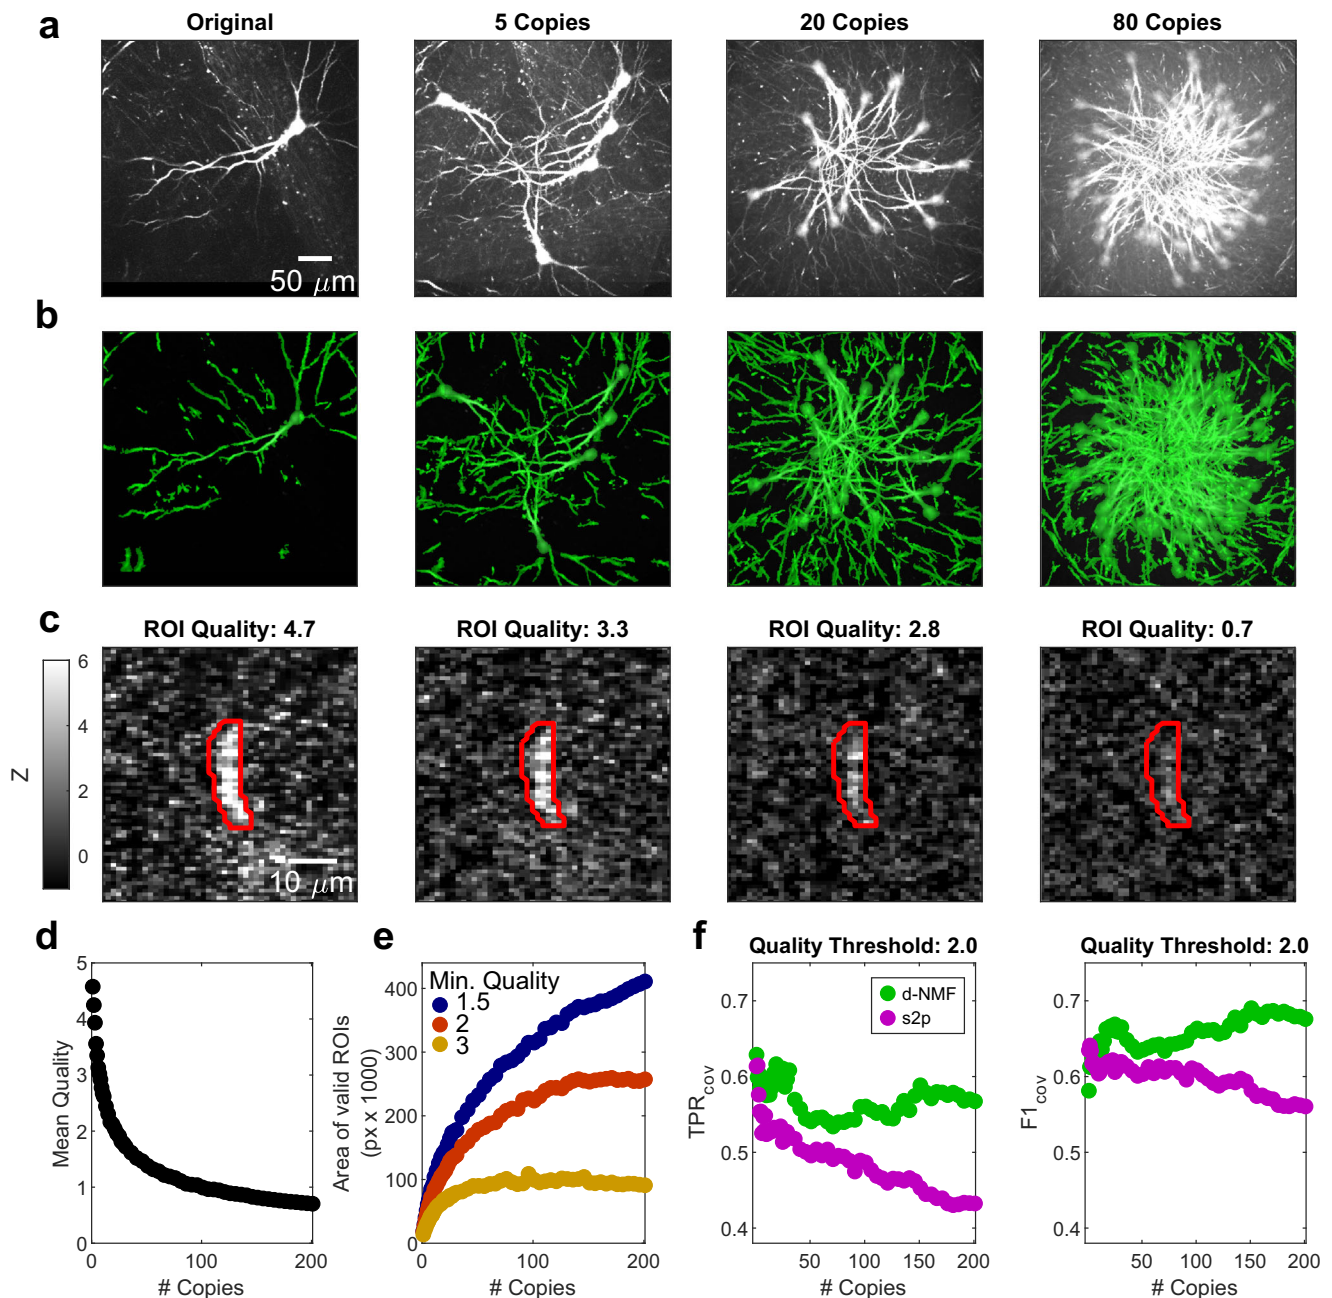 a
Original
5 Copies
20 Copies
80 Copies
50 μm
b
c
ROI Quality: 4.7
ROI Quality: 3.3
ROI Quality: 2.8
ROI Quality: 0.7
6
4
2
0
Z
10 μm
d
5
4
3
2
1
0
Mean Quality
0
100
200
# Copies
e
Min. Quality
1.5
2
3
400
300
200
100
0
Area of valid ROIs
(px x 1000)
0
100
200
# Copies
f
Quality Threshold: 2.0
d-NMF
s2p
0.7
0.6
0.5
0.4
TPRcov
50
100
150
200
# Copies
Quality Threshold: 2.0
0.7
0.6
0.5
0.4
F1cov
50
100
150
200
# Copies